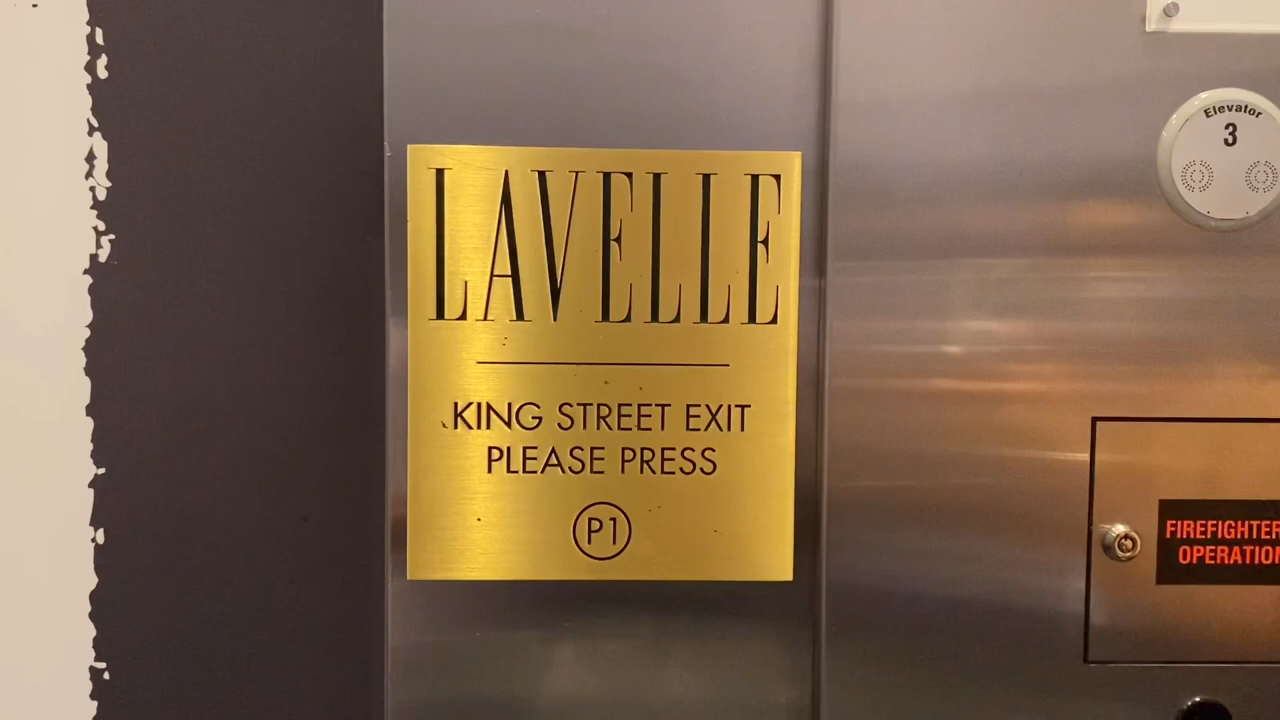 LAVELLE
KING STREET EXIT
PLEASE PRESS
P1
Elevator
3
FIREFIGHTER
OPERATION